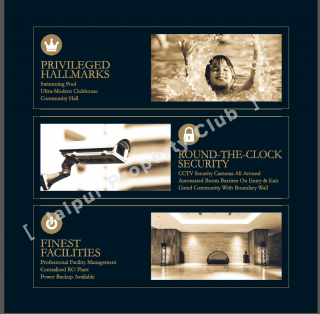 PRIVILEGED
HALLMARKS
Swimming Pool
Ultra-Modern Clubhouse
Community Hall
ROUND-THE-CLOCK
SECURITY
CCTV Security Cameras All Around
Automated Boom Barriers On Entry & Exit
Gated Community With Boundary Wall
FINEST
FACILITIES
Professional Facility Management
Centralized RO Plant
Power Backup Available
[ Jaipur Property Club ]